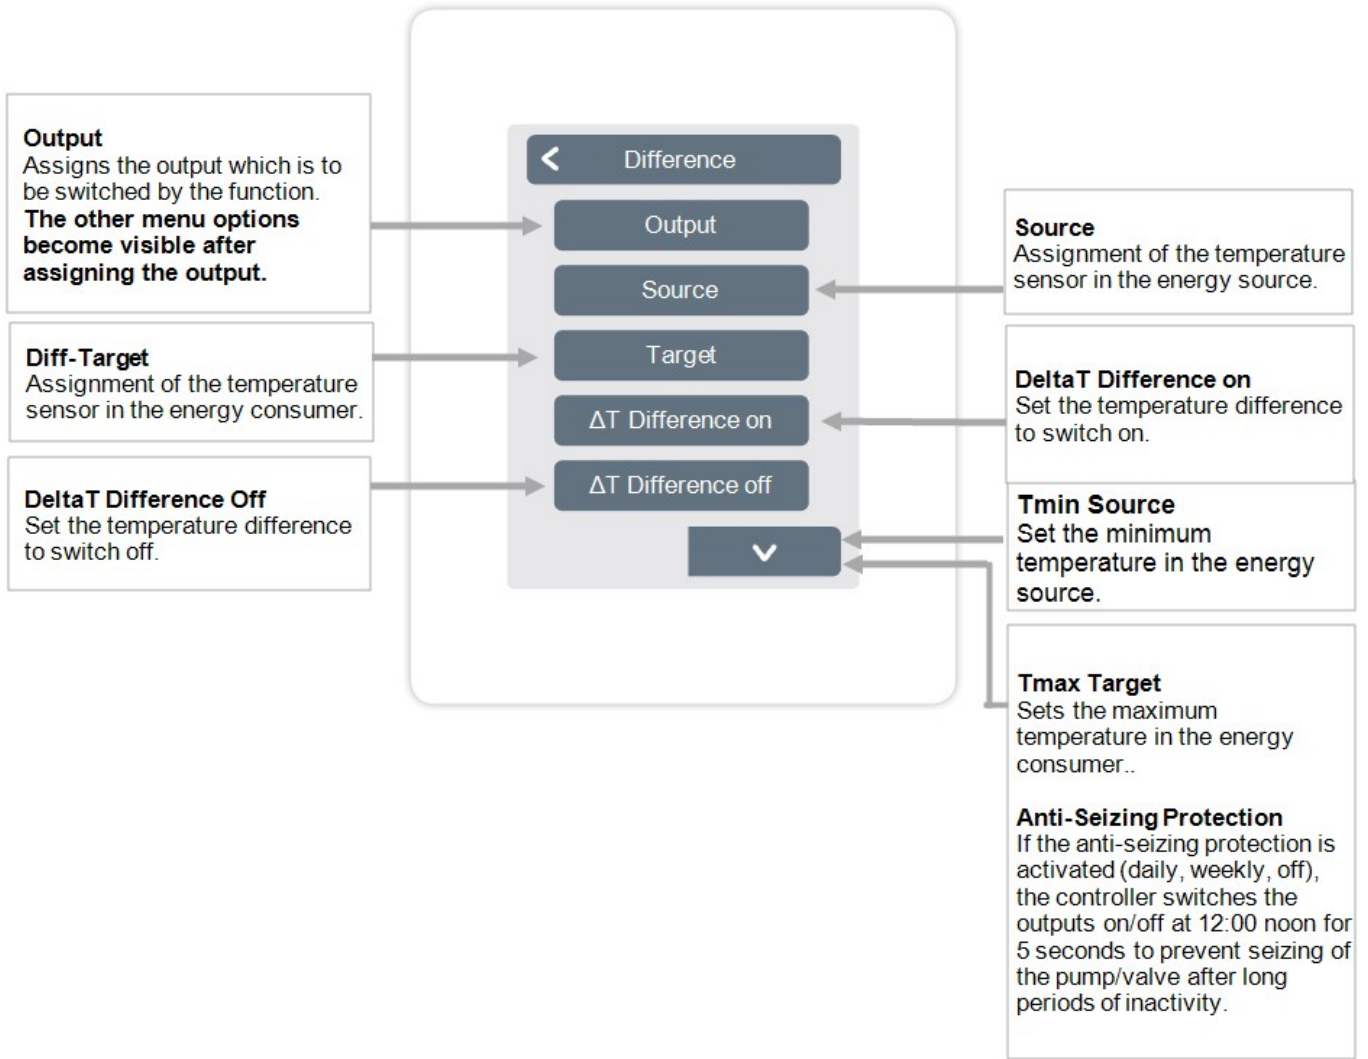 Output
Assigns the output which is to
be switched by the function.
The other menu options
become visible after
assigning the output.
Diff-Target
Assignment of the temperature
sensor in the energy consumer.
DeltaT Difference Off
Set the temperature difference
to switch off.
Difference
Output
Source
Target
ΔT Difference on
ΔT Difference off
Source
Assignment of the temperature
sensor in the energy source.
DeltaT Difference on
Set the temperature difference
to switch on.
Tmin Source
Set the minimum
temperature in the energy
source.
Tmax Target
Sets the maximum
temperature in the energy
consumer..
Anti-Seizing Protection
If the anti-seizing protection is
activated (daily, weekly, off),
the controller switches the
outputs on/off at 12:00 noon for
5 seconds to prevent seizing of
the pump/valve after long
periods of inactivity.